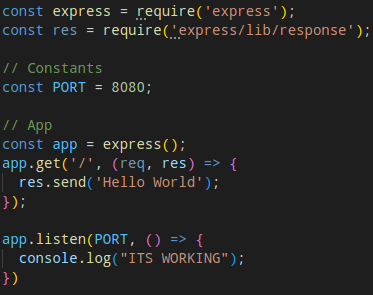 const express = require('express');
const res = require('express/lib/response');
// Constants
const PORT = 8080;
// App
const app = express();
app.get('/', (req, res) => {
  res.send('Hello World');
});
app.listen(PORT, () => {
  console.log("ITS WORKING");
})